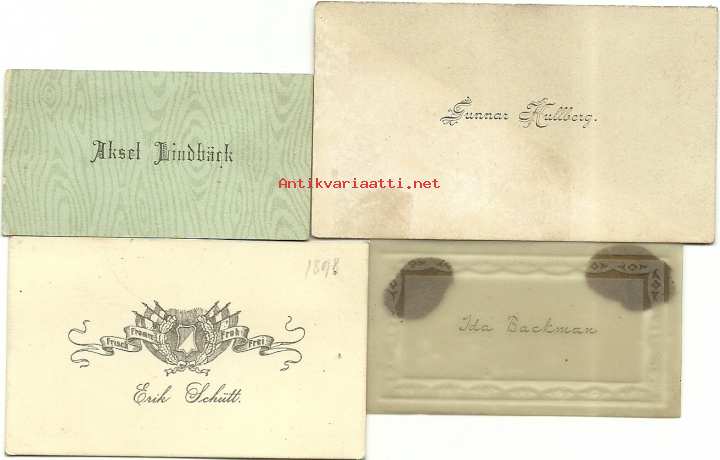 Gunnar Hullberg.
Aksel Lindbäck
Antikvariaatti.net
1898
Frisch Fromm Froh Frei
Erik Schütt.
Ida Backman